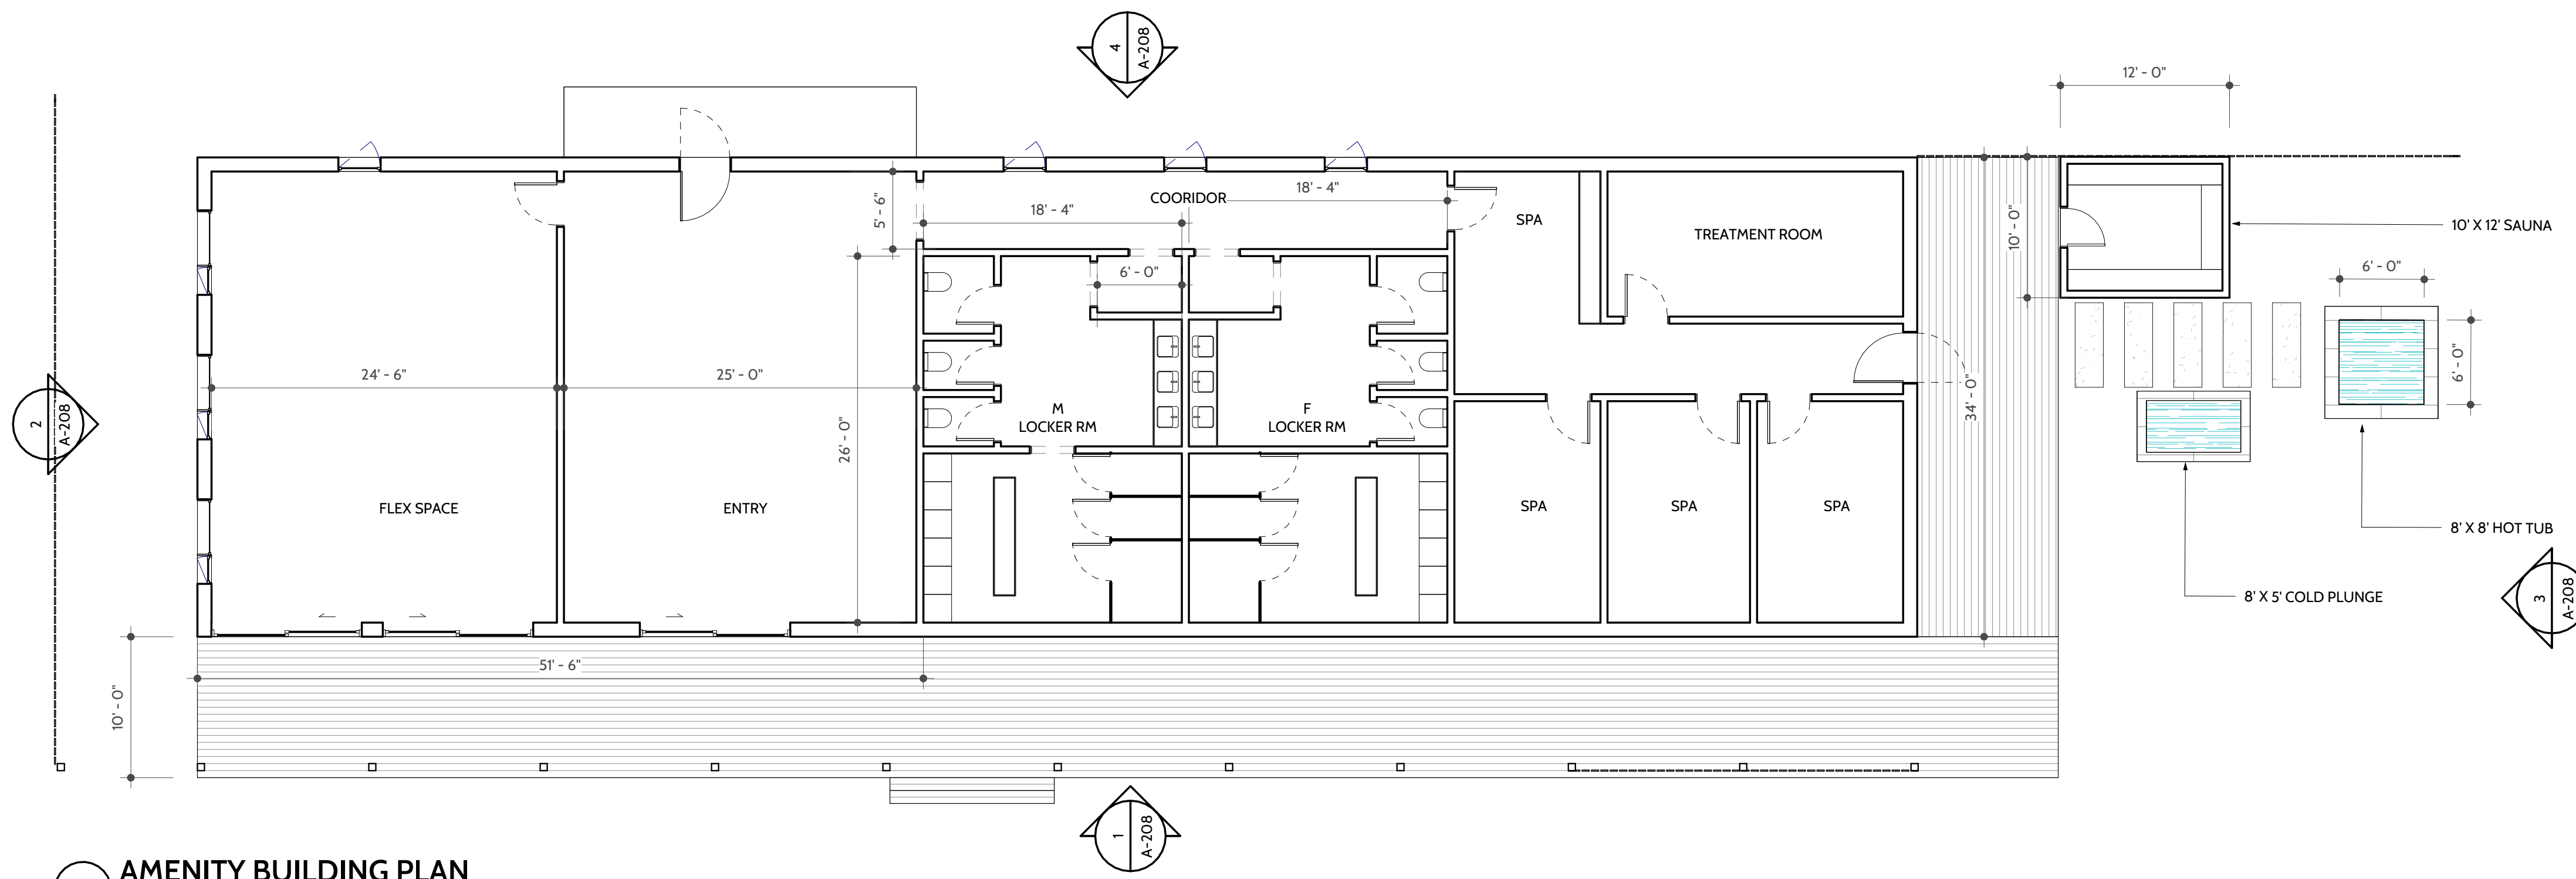 4
A-208
12' - 0"
COORIDOR
18' - 4"
18' - 4"
5' - 6"
SPA
TREATMENT ROOM
10' - 0"
10' X 12' SAUNA
6' - 0"
6' - 0"
6' - 0"
24' - 6"
25' - 0"
26' - 0"
34' - 0"
2
A-208
M
LOCKER RM
F
LOCKER RM
FLEX SPACE
ENTRY
SPA
SPA
SPA
8' X 8' HOT TUB
8' X 5' COLD PLUNGE
3
A-208
51' - 6"
10' - 0"
1
A-208
AMENITY BUILDING PLAN